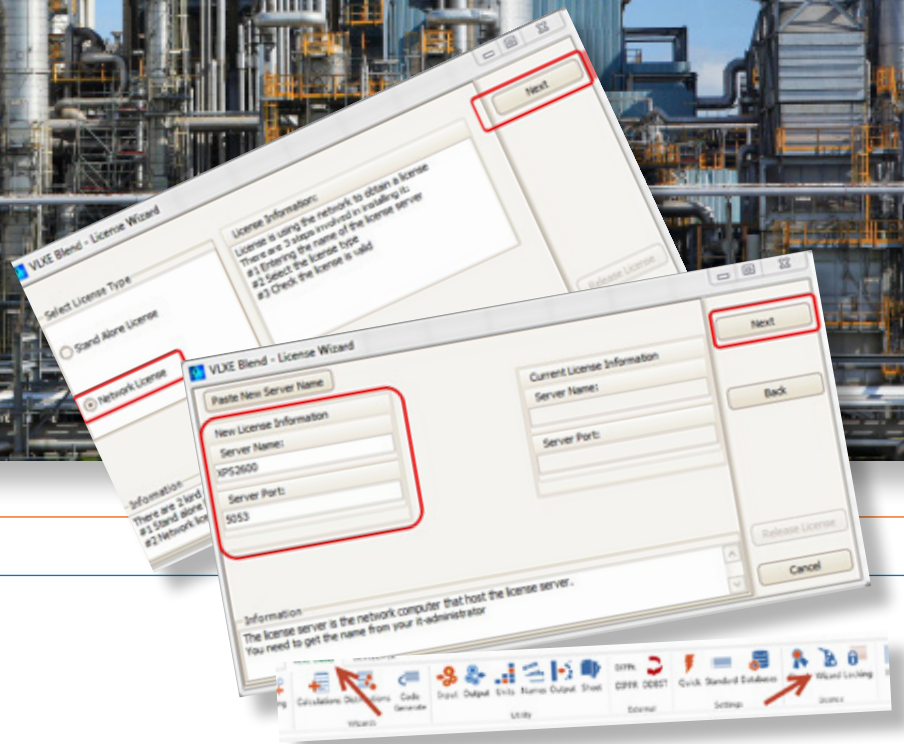 Next
VLXE Blend - License Wizard
Select License Type
Stand Alone License
Network License
License Information:
License is using the network to obtain a license
There are 3 steps involved in installing it:
#1 Entering the name of the license server
#2 Select the license type
#3 Check the license is valid
Release License
Information
There are 2 kind
#1 Stand alone
#2 Network lice
VLXE Blend - License Wizard
Paste New Server Name
New License Information
Server Name:
XPS2600
Server Port:
5053
Current License Information
Server Name:
Server Port:
Next
Back
Release License
Cancel
Information
The license server is the network computer that host the license server.
You need to get the name from your it-administrator
Calculations
Code
Generate
Wizards
Input Output Units Names Output Sheet
Utility
DIPPR DDBST
External
Quick Standard Databases
Settings
Wizard Locking